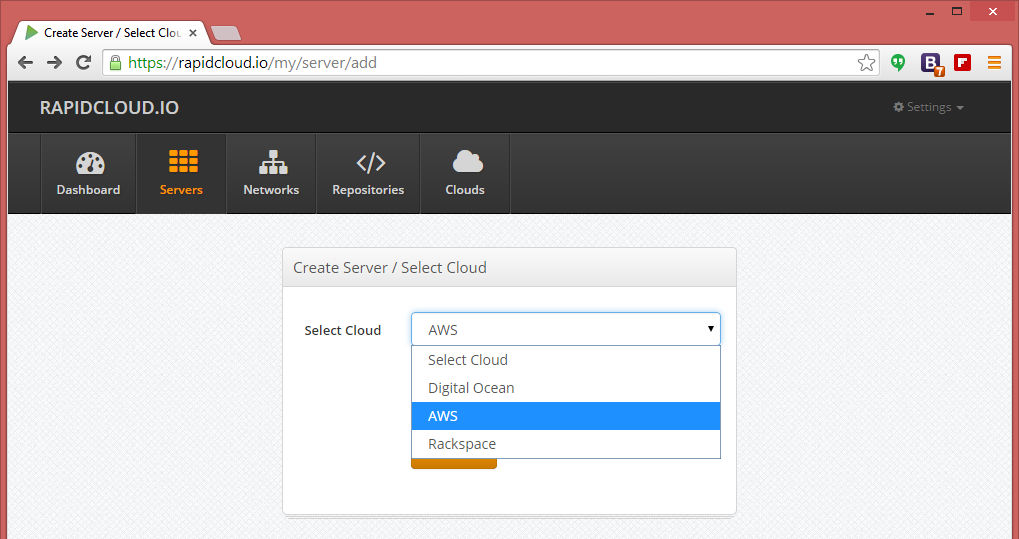 Create Server / Select Clou
https://rapidcloud.io/my/server/add
B 7
RAPIDCLOUD.IO
Settings
Dashboard
Servers
Networks
Repositories
Clouds
Create Server / Select Cloud
Select Cloud
AWS
Select Cloud
Digital Ocean
AWS
Rackspace